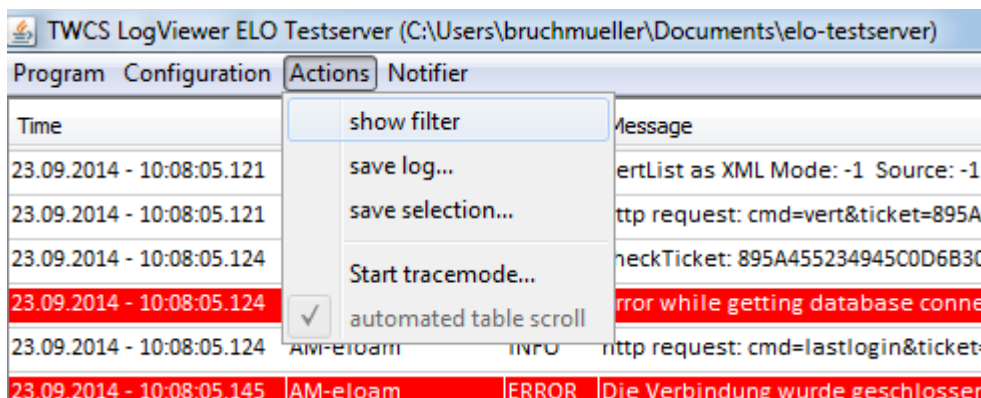 TWCS LogViewer ELO Testserver (C:\Users\bruchmueller\Documents\elo-testserver)
Program Configuration Actions Notifier
Time Message
show filter
save log...
save selection...
Start tracemode...
automated table scroll
23.09.2014 - 10:08:05.121 ertList as XML Mode: -1 Source: -1
23.09.2014 - 10:08:05.121 ttp request: cmd=vert&ticket=895A
23.09.2014 - 10:08:05.124 heckTicket: 895A455234945C0D6B30
23.09.2014 - 10:08:05.124 rror while getting database conne
23.09.2014 - 10:08:05.124 AM-eloam INFO http request: cmd=lastlogin&ticket=
23.09.2014 - 10:08:05.145 AM-eloam ERROR Die Verbindung wurde geschlossen